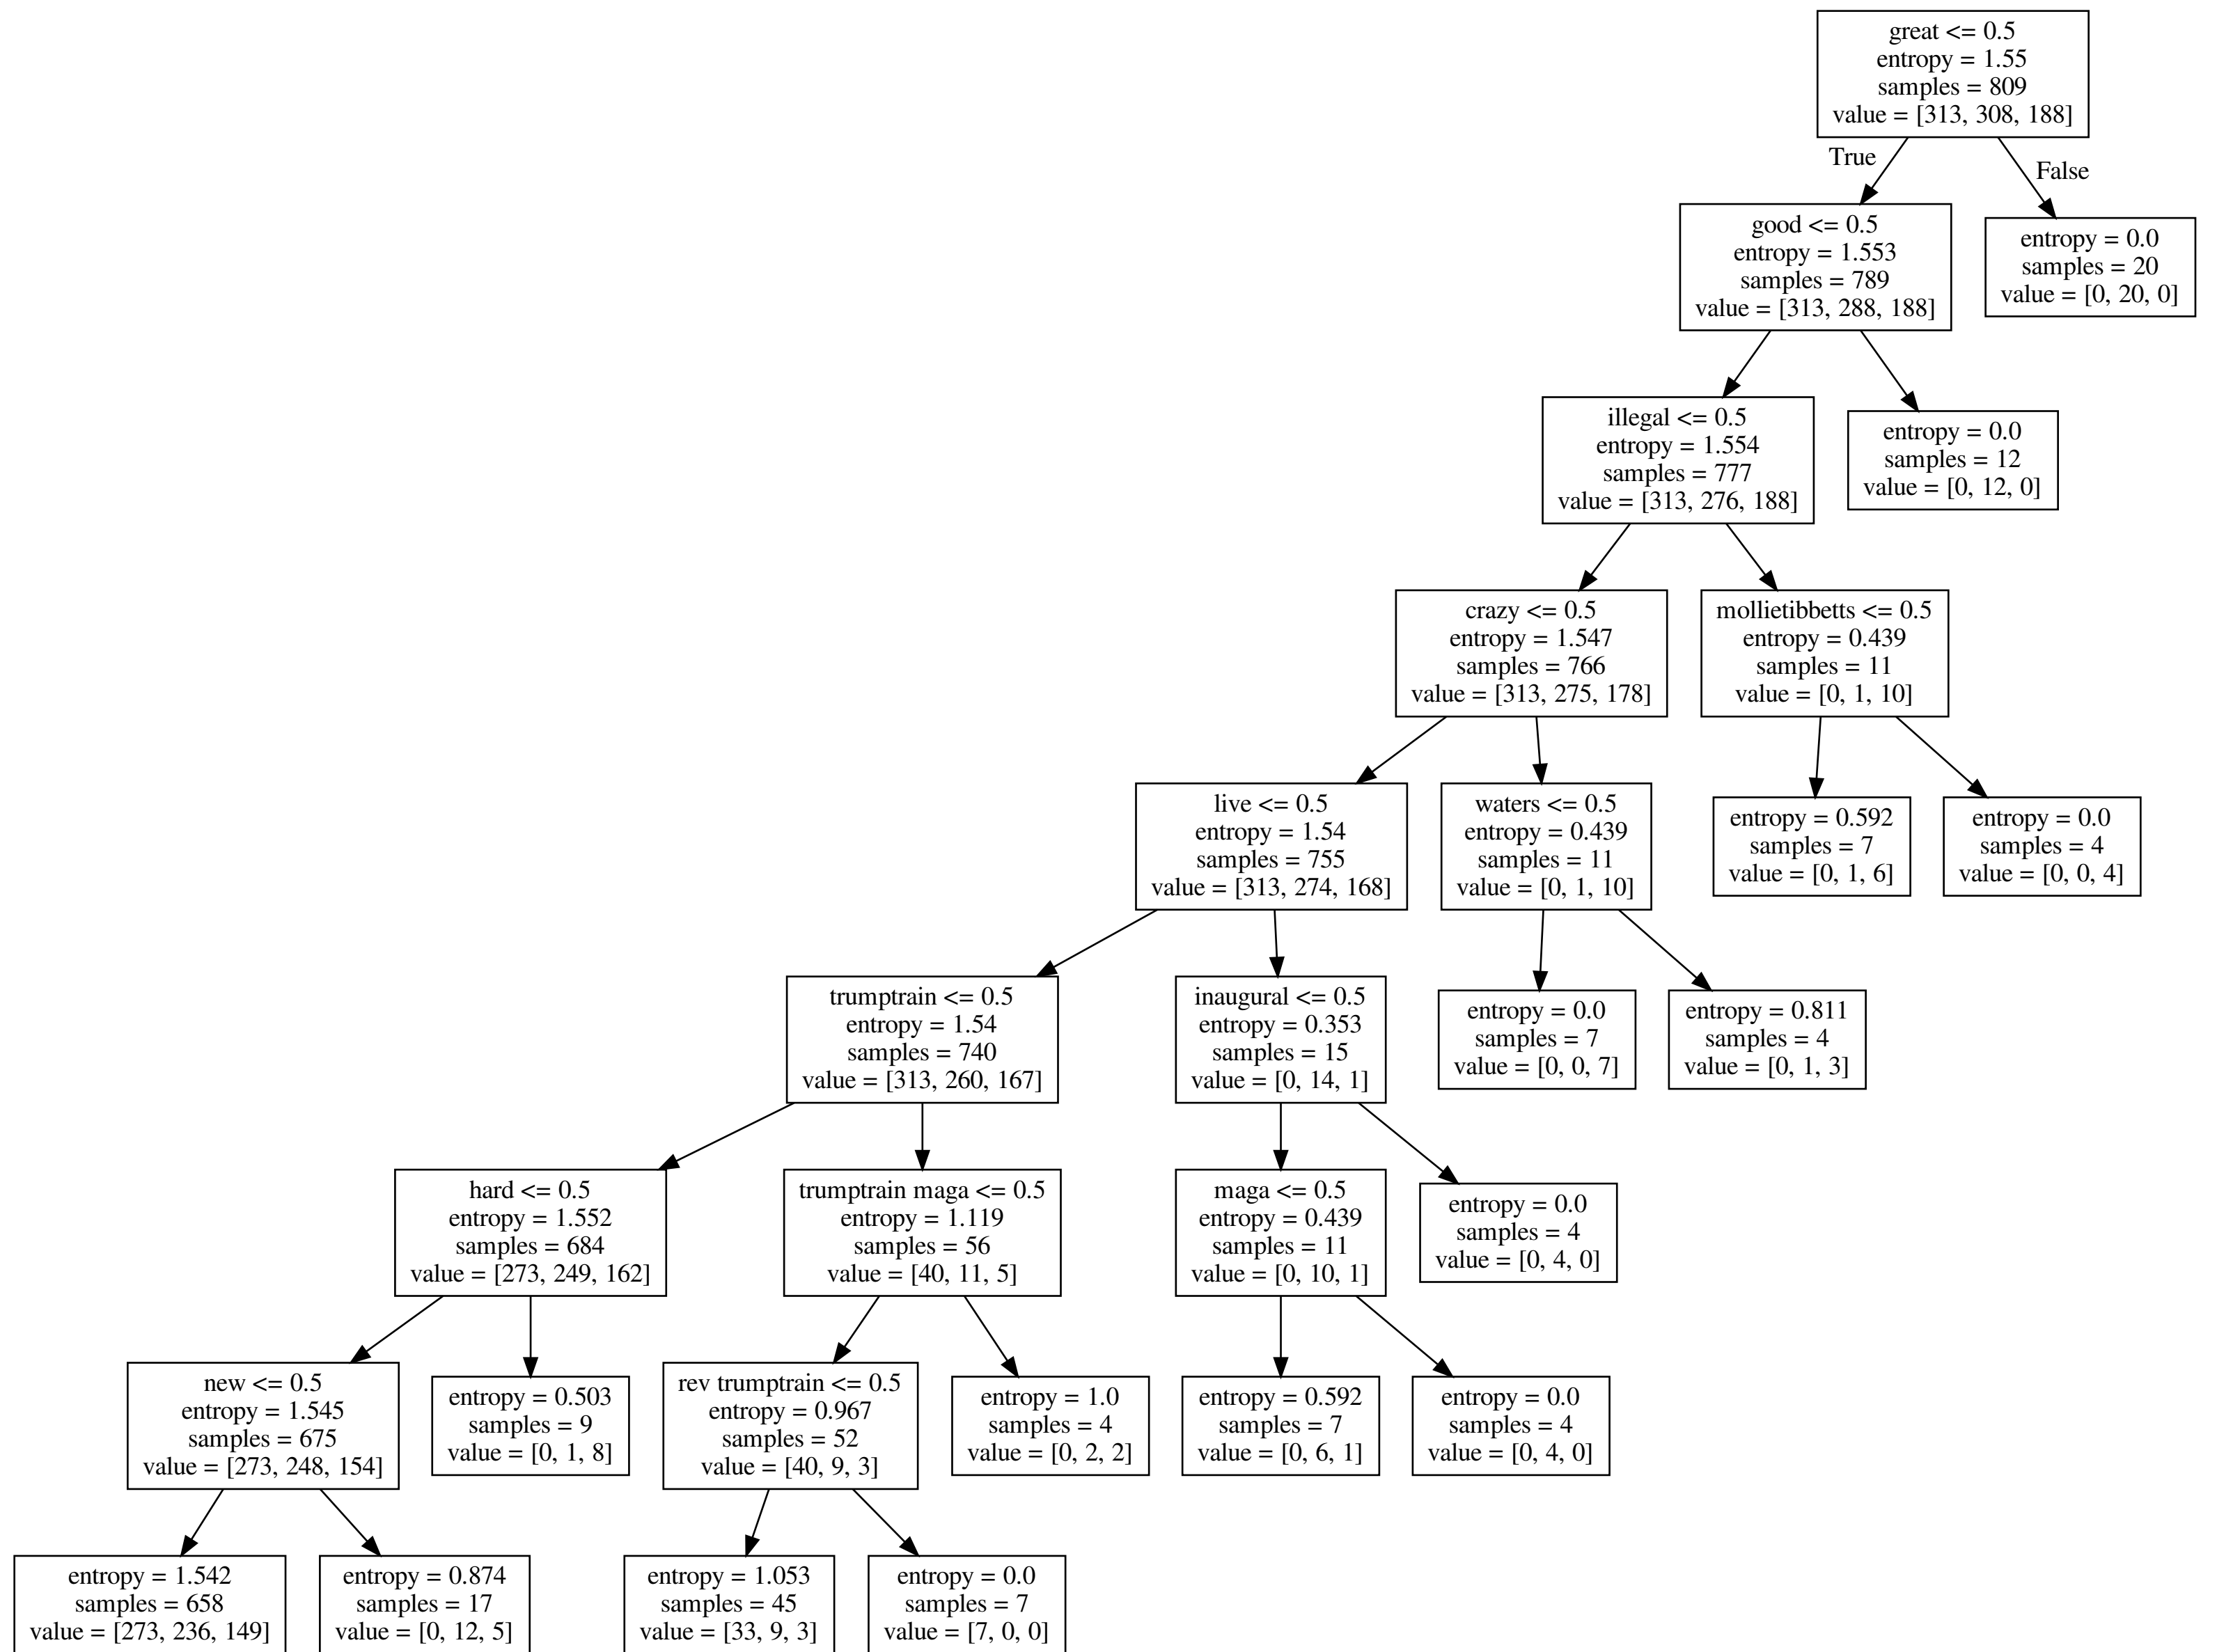 great <= 0.5
entropy = 1.55
samples = 809
value = [313, 308, 188]
True
False
good <= 0.5
entropy = 1.553
samples = 789
value = [313, 288, 188]
entropy = 0.0
samples = 20
value = [0, 20, 0]
illegal <= 0.5
entropy = 1.554
samples = 777
value = [313, 276, 188]
entropy = 0.0
samples = 12
value = [0, 12, 0]
crazy <= 0.5
entropy = 1.547
samples = 766
value = [313, 275, 178]
mollietibbetts <= 0.5
entropy = 0.439
samples = 11
value = [0, 1, 10]
live <= 0.5
entropy = 1.54
samples = 755
value = [313, 274, 168]
waters <= 0.5
entropy = 0.439
samples = 11
value = [0, 1, 10]
entropy = 0.592
samples = 7
value = [0, 1, 6]
entropy = 0.0
samples = 4
value = [0, 0, 4]
trumptrain <= 0.5
entropy = 1.54
samples = 740
value = [313, 260, 167]
inaugural <= 0.5
entropy = 0.353
samples = 15
value = [0, 14, 1]
entropy = 0.0
samples = 7
value = [0, 0, 7]
entropy = 0.811
samples = 4
value = [0, 1, 3]
hard <= 0.5
entropy = 1.552
samples = 684
value = [273, 249, 162]
trumptrain maga <= 0.5
entropy = 1.119
samples = 56
value = [40, 11, 5]
maga <= 0.5
entropy = 0.439
samples = 11
value = [0, 10, 1]
entropy = 0.0
samples = 4
value = [0, 4, 0]
new <= 0.5
entropy = 1.545
samples = 675
value = [273, 248, 154]
entropy = 0.503
samples = 9
value = [0, 1, 8]
rev trumptrain <= 0.5
entropy = 0.967
samples = 52
value = [40, 9, 3]
entropy = 1.0
samples = 4
value = [0, 2, 2]
entropy = 0.592
samples = 7
value = [0, 6, 1]
entropy = 0.0
samples = 4
value = [0, 4, 0]
entropy = 1.542
samples = 658
value = [273, 236, 149]
entropy = 0.874
samples = 17
value = [0, 12, 5]
entropy = 1.053
samples = 45
value = [33, 9, 3]
entropy = 0.0
samples = 7
value = [7, 0, 0]